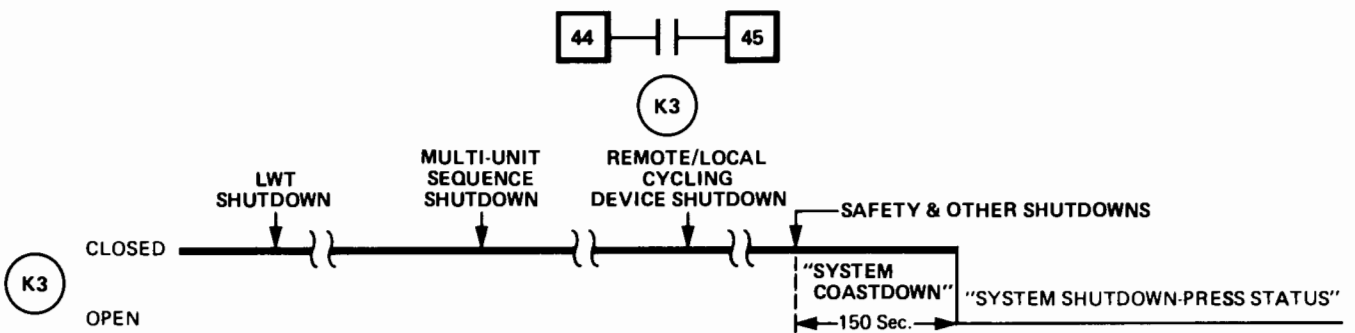 44
45
K3
LWT
SHUTDOWN
MULTI-UNIT
SEQUENCE
SHUTDOWN
REMOTE/LOCAL
CYCLING
DEVICE SHUTDOWN
SAFETY & OTHER SHUTDOWNS
CLOSED
K3
OPEN
"SYSTEM
COASTDOWN"
150 Sec.
"SYSTEM SHUTDOWN-PRESS STATUS"